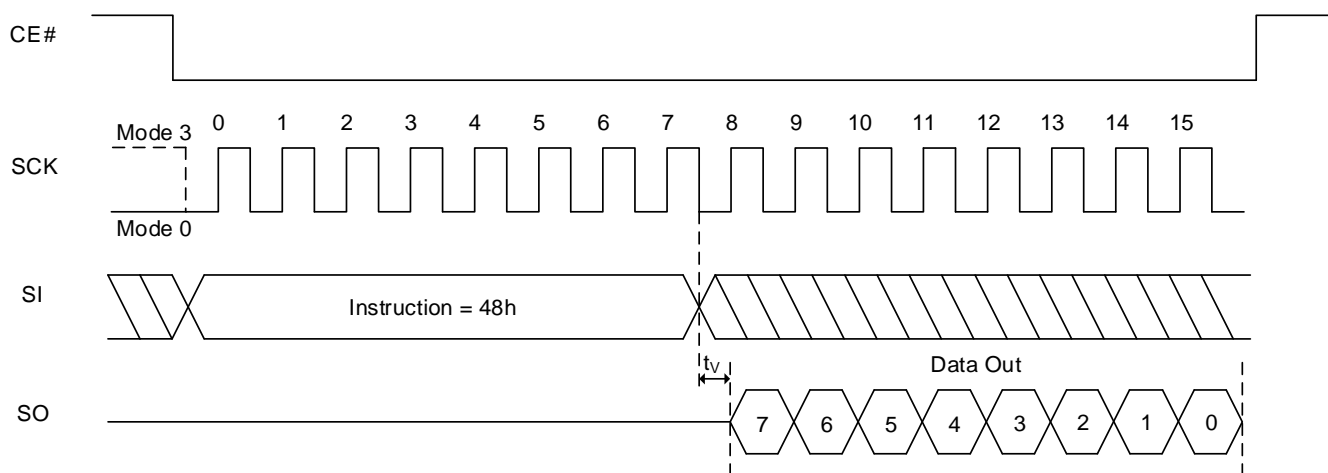 CE#
Mode 3
0 1 2 3 4 5 6 7 8 9 10 11 12 13 14 15
SCK
Mode 0
SI
Instruction = 48h
tV
Data Out
SO
7 6 5 4 3 2 1 0